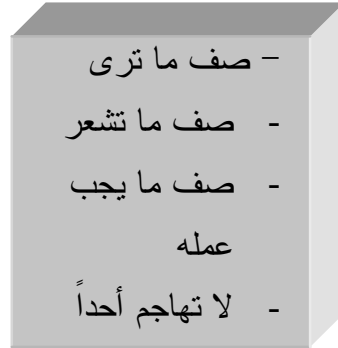 – صف ما ترى
- صف ما تشعر
- صف ما يجب
عمله
- لا تهاجم أحداً